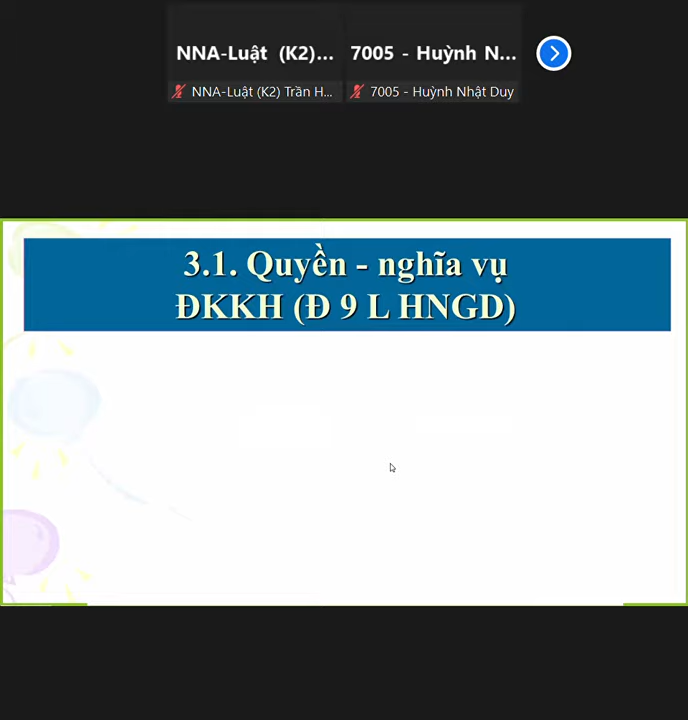 NNA-Luật (K2)...
7005 - Huỳnh N...
NNA-Luật (K2) Trần H...
7005 - Huỳnh Nhật Duy
3.1. Quyền - nghĩa vụ
ĐKKH (Đ 9 L HNGD)